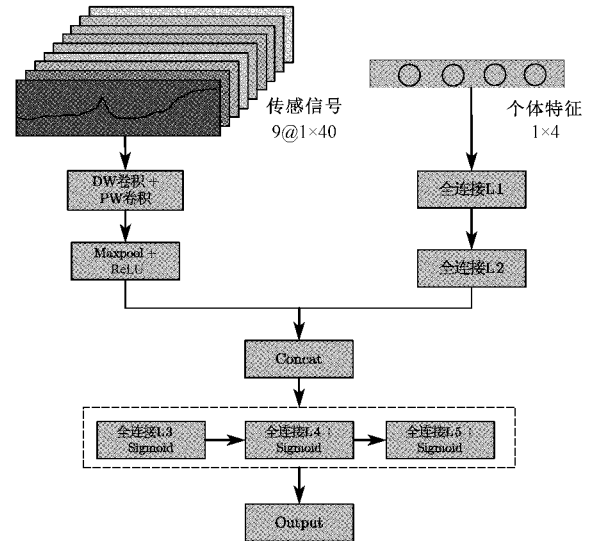 传感信号
9@1×40
个体特征
1×4
DW卷积+
PW卷积
全连接L1
Maxpool+
ReLU
全连接L2
Concat
全连接L3
Sigmoid
全连接L4+
Sigmoid
全连接L5+
Sigmoid
Output